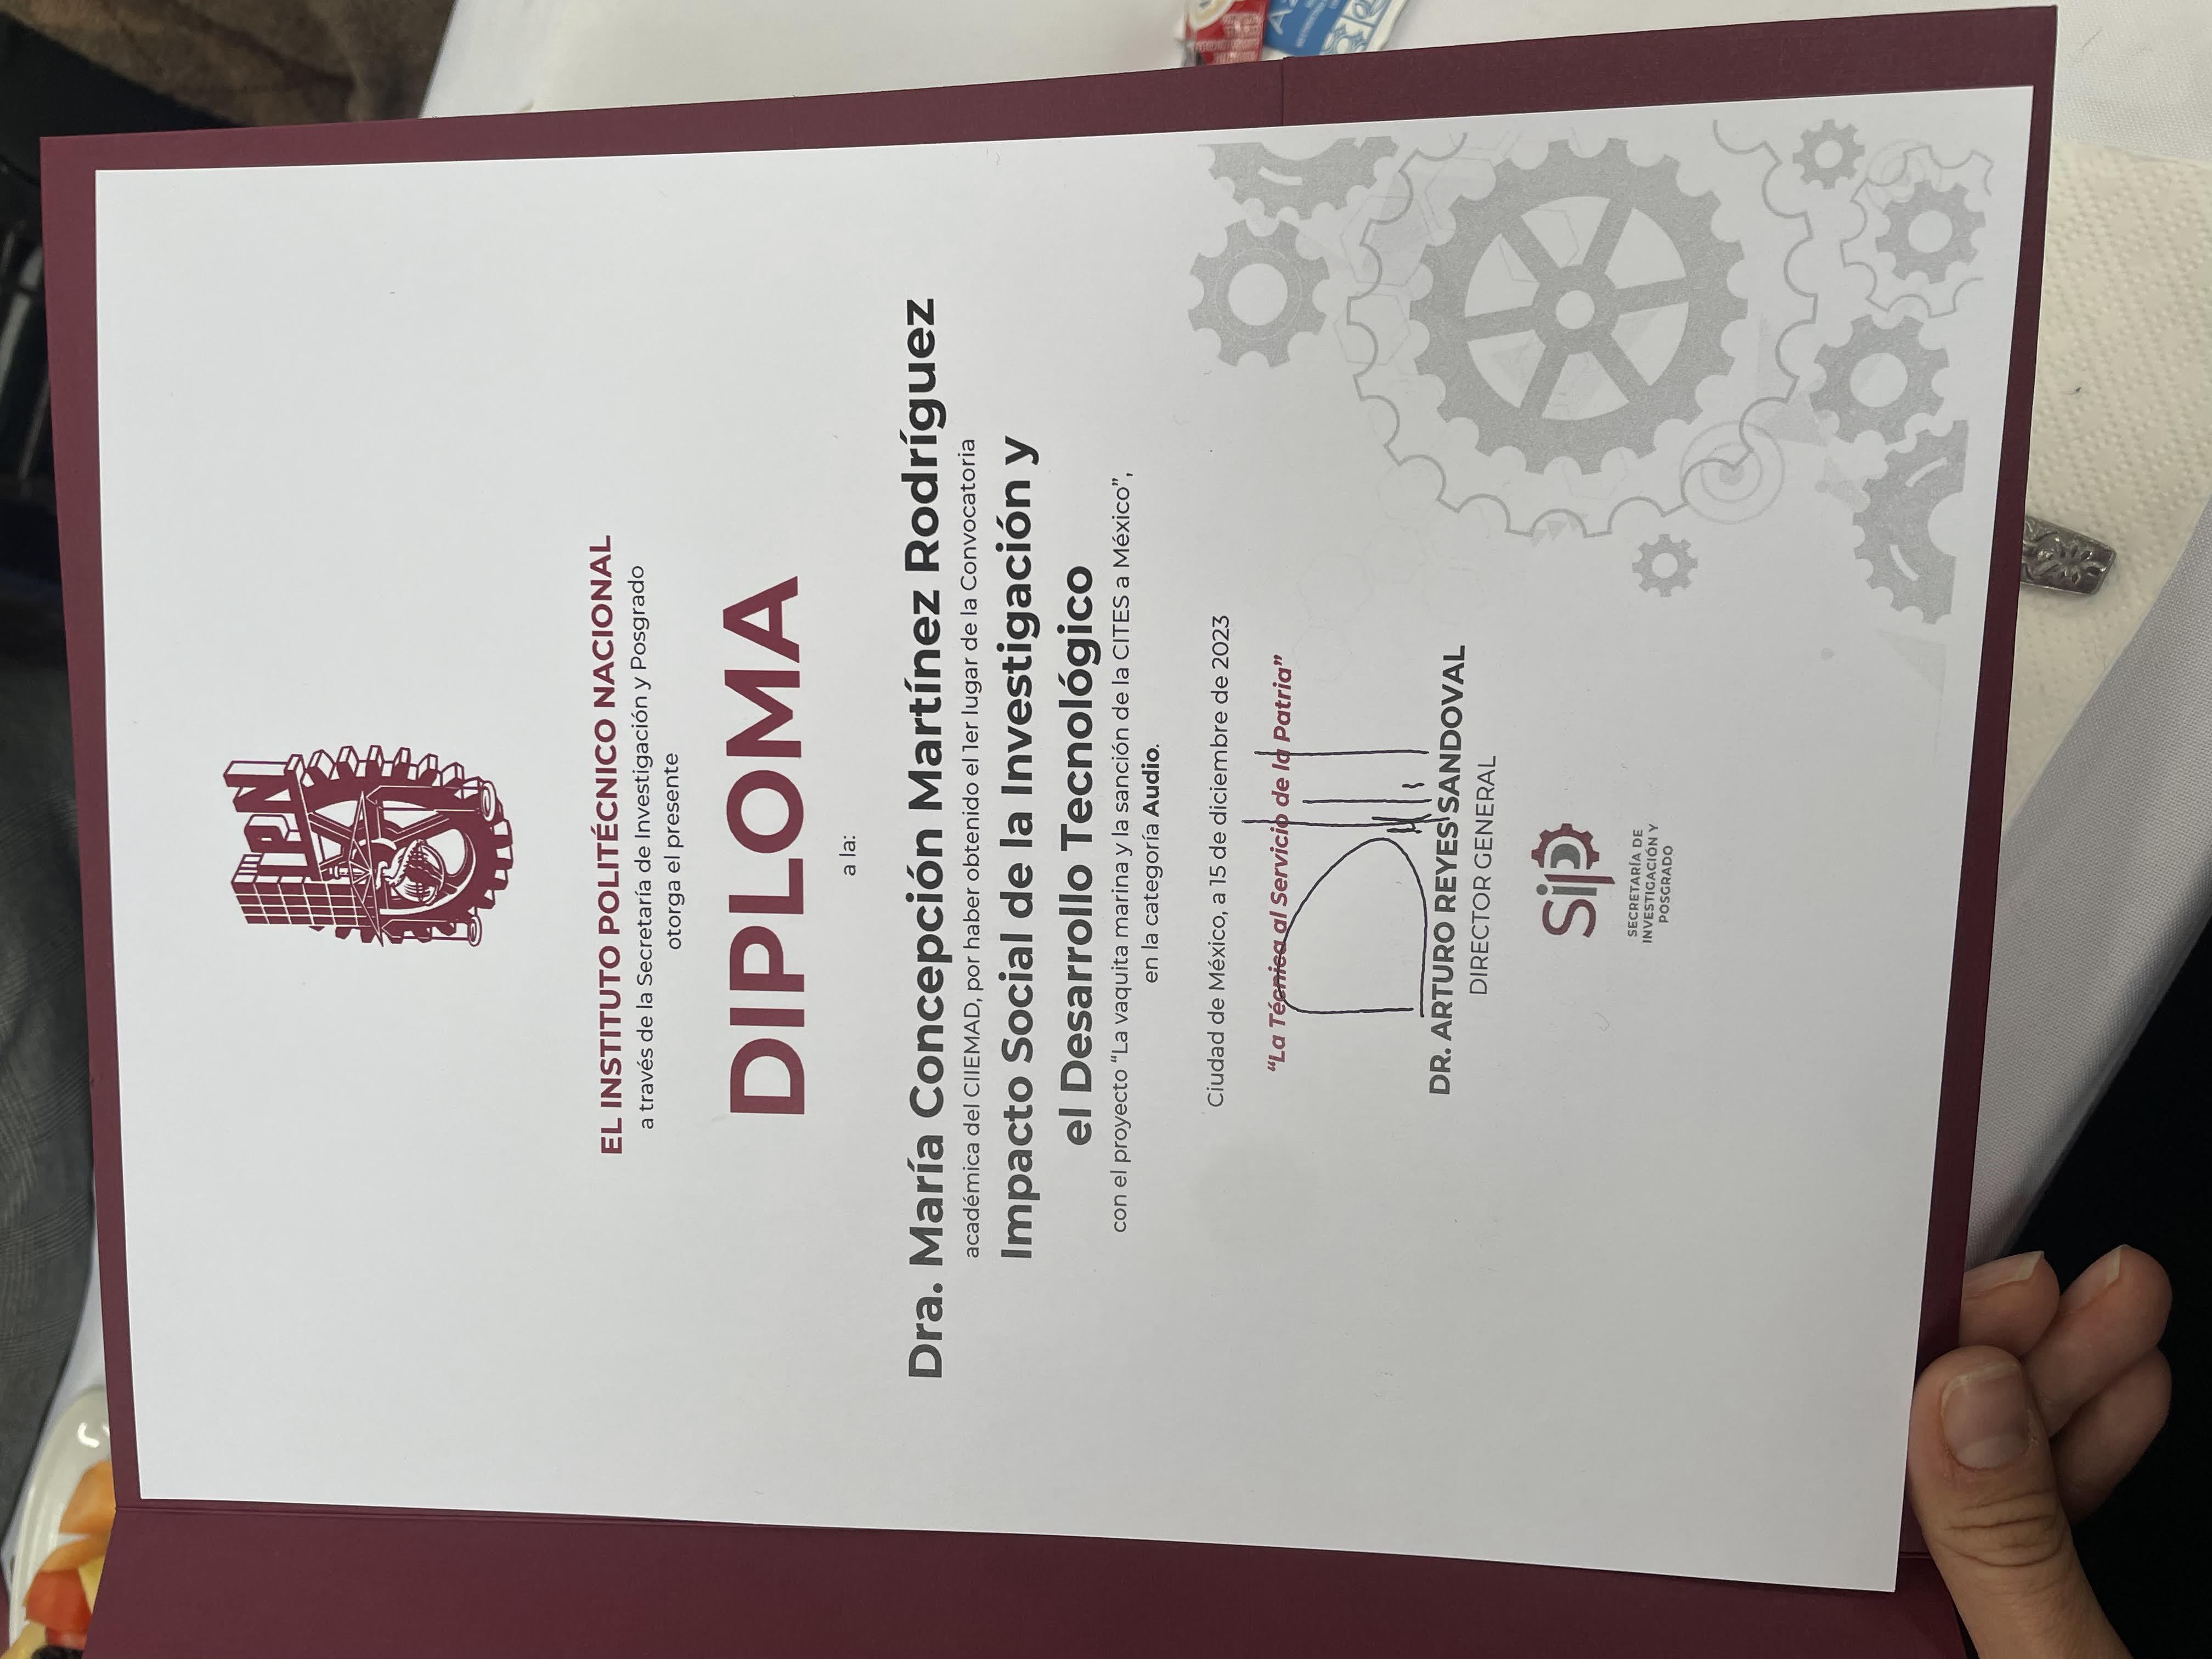 IPN
EL INSTITUTO POLITÉCNICO NACIONAL
a través de la Secretaría de Investigación y Posgrado
otorga el presente
DIPLOMA
a la:
Dra. María Concepción Martínez Rodríguez
académica del CIIEMAD, por haber obtenido el 1er lugar de la Convocatoria
Impacto Social de la Investigación y
el Desarrollo Tecnológico
con el proyecto “La vaquita marina y la sanción de la CITES a México”,
en la categoría Audio.
Ciudad de México, a 15 de diciembre de 2023
“La Técnica al Servicio de la Patria”
DR. ARTURO REYES SANDOVAL
DIRECTOR GENERAL
SIP
SECRETARÍA DE
INVESTIGACIÓN Y
POSGRADO